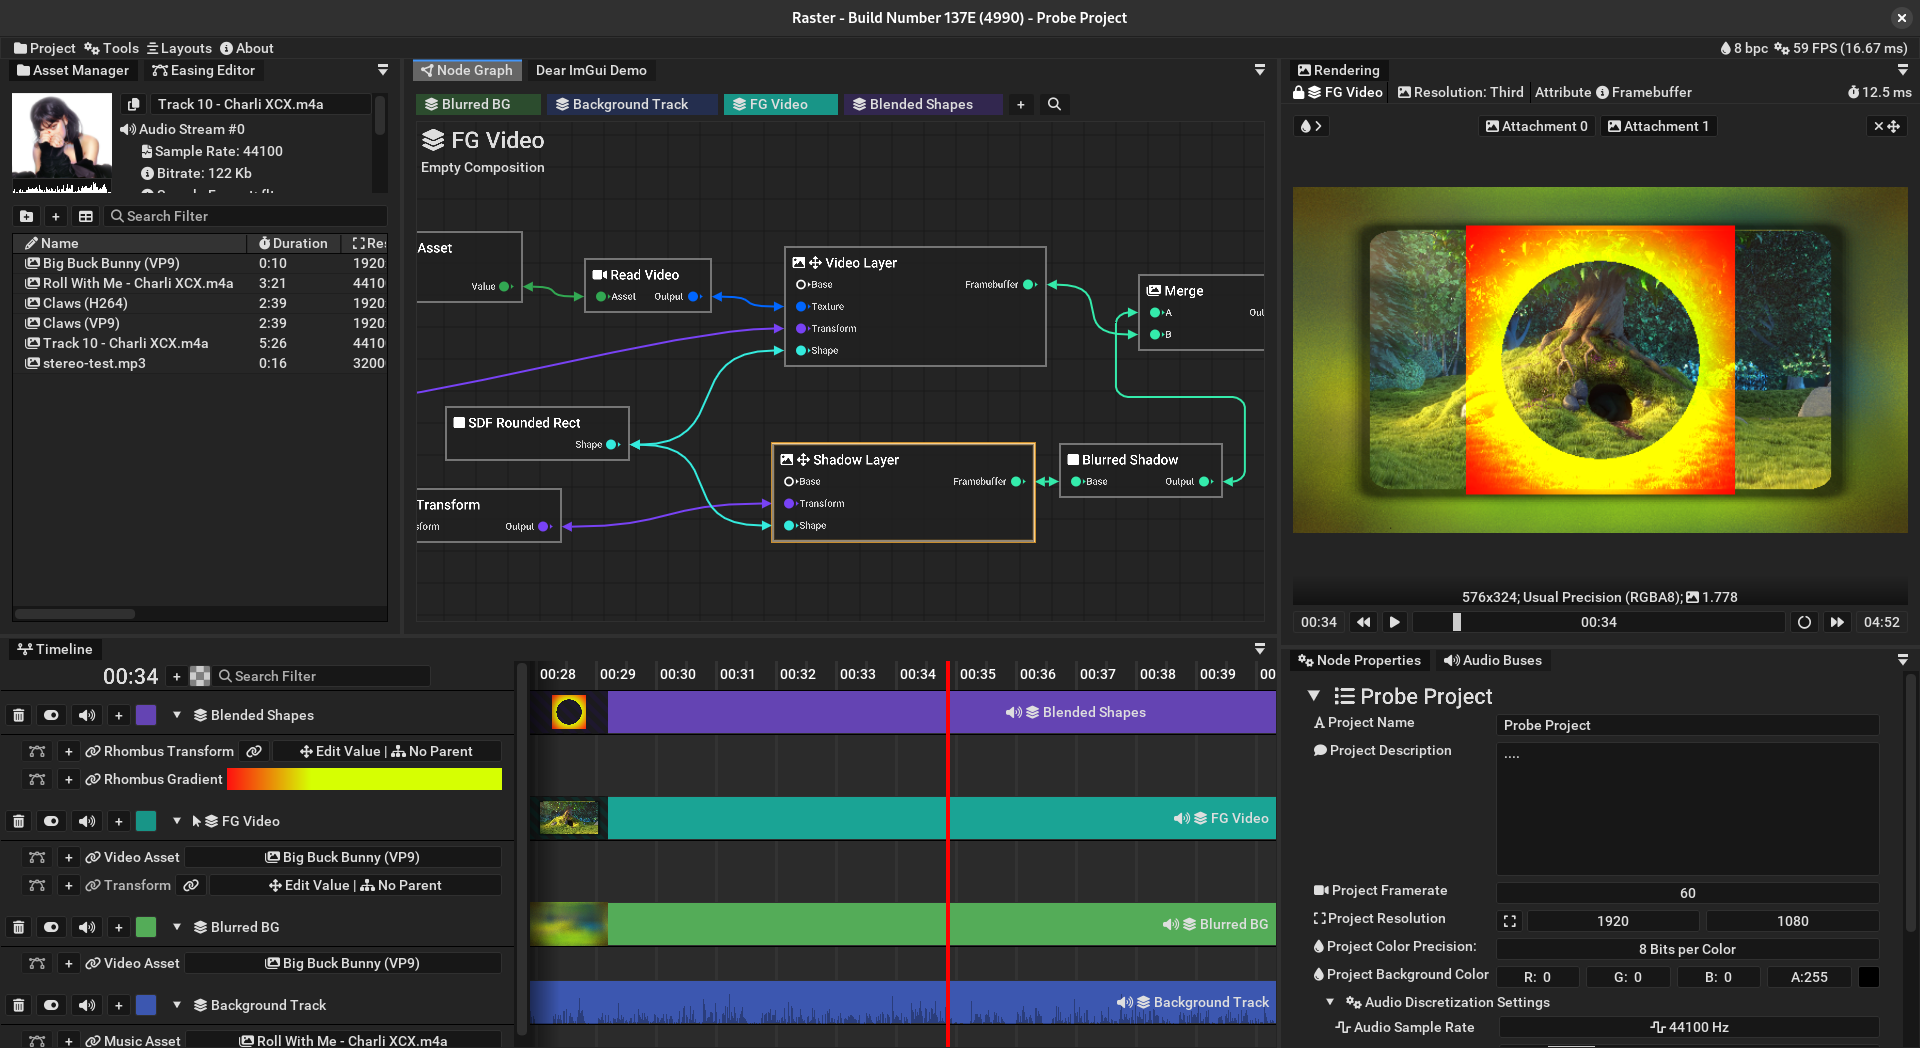 Raster - Build Number 137E (4990) - Probe Project
Project Tools Layouts About
8 bpc 59 FPS (16.67 ms)
Asset Manager Easing Editor
Track 10 - Charli XCX.m4a
Audio Stream #0
Sample Rate: 44100
Bitrate: 122 Kb
Search Filter
Name Duration Res
Big Buck Bunny (VP9) 0:10 1920
Roll With Me - Charli XCX.m4a 3:21 4410
Claws (H264) 2:39 1920
Claws (VP9) 2:39 1920
Track 10 - Charli XCX.m4a 5:26 4410
stereo-test.mp3 0:16 3200
Node Graph Dear ImGui Demo
Blurred BG Background Track FG Video Blended Shapes +
FG Video
Empty Composition
Asset
Value
Read Video
Asset Output
Video Layer
Base Framebuffer
Texture
Transform
Shape
Merge
A Out
B
SDF Rounded Rect
Shape
Transform
sform Output
Shadow Layer
Base Framebuffer
Transform
Shape
Blurred Shadow
Base Output
Rendering
FG Video Resolution: Third Attribute Framebuffer 12.5 ms
Attachment 0 Attachment 1
576x324; Usual Precision (RGBA8); 1.778
00:34 00:34 04:52
Timeline
00:34 + Search Filter
00:28 00:29 00:30 00:31 00:32 00:33 00:34 00:35 00:36 00:37 00:38 00:39 00
+ Blended Shapes
Blended Shapes
+ Rhombus Transform Edit Value | No Parent
+ Rhombus Gradient
+ FG Video
FG Video
+ Video Asset Big Buck Bunny (VP9)
+ Transform Edit Value | No Parent
+ Blurred BG
Blurred BG
+ Video Asset Big Buck Bunny (VP9)
+ Background Track
Background Track
+ Music Asset Roll With Me - Charli XCX.m4a
Node Properties Audio Buses
Probe Project
Project Name Probe Project
Project Description ....
Project Framerate 60
Project Resolution 1920 1080
Project Color Precision: 8 Bits per Color
Project Background Color R: 0 G: 0 B: 0 A:255
Audio Discretization Settings
Audio Sample Rate 44100 Hz